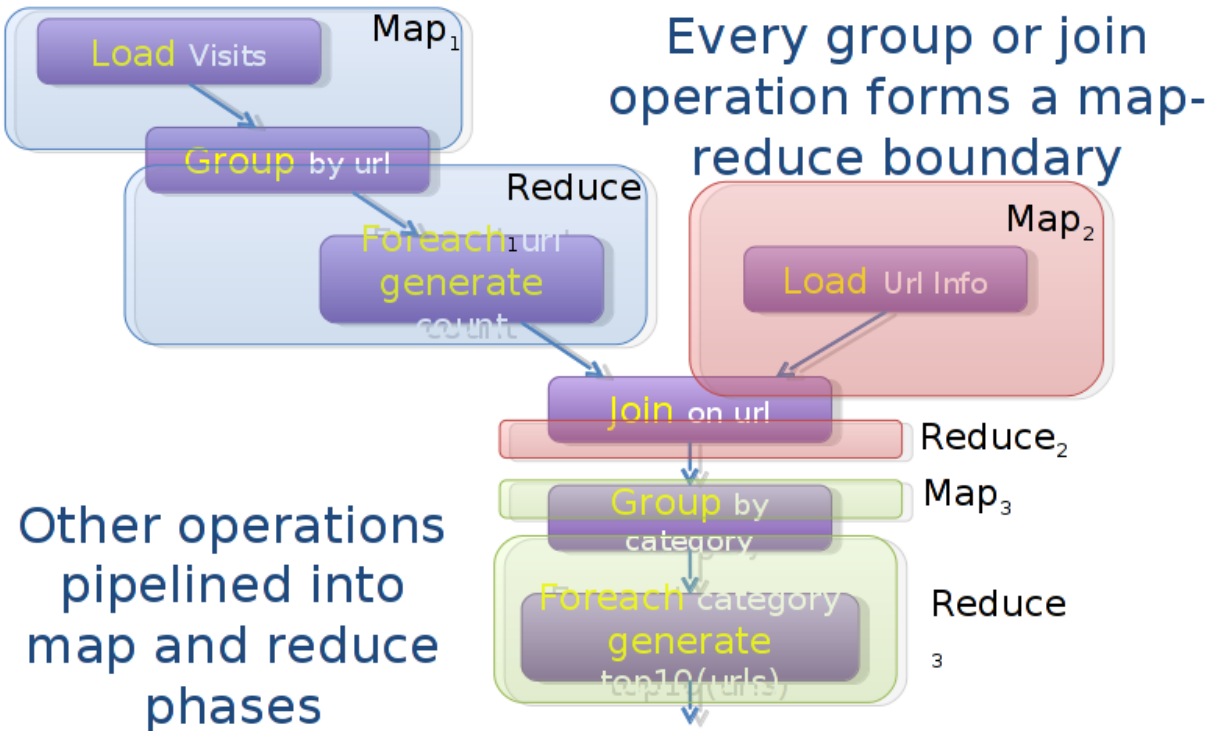 Map1
Load Visits
Every group or join
operation forms a map-
reduce boundary
Group by url
Reduce
1
Foreach url
generate
count
Map2
Load Url Info
Join on url
Reduce2
Group by
category
Map3
Other operations
pipelined into
map and reduce
phases
Foreach category
generate
top10(urls)
Reduce
3